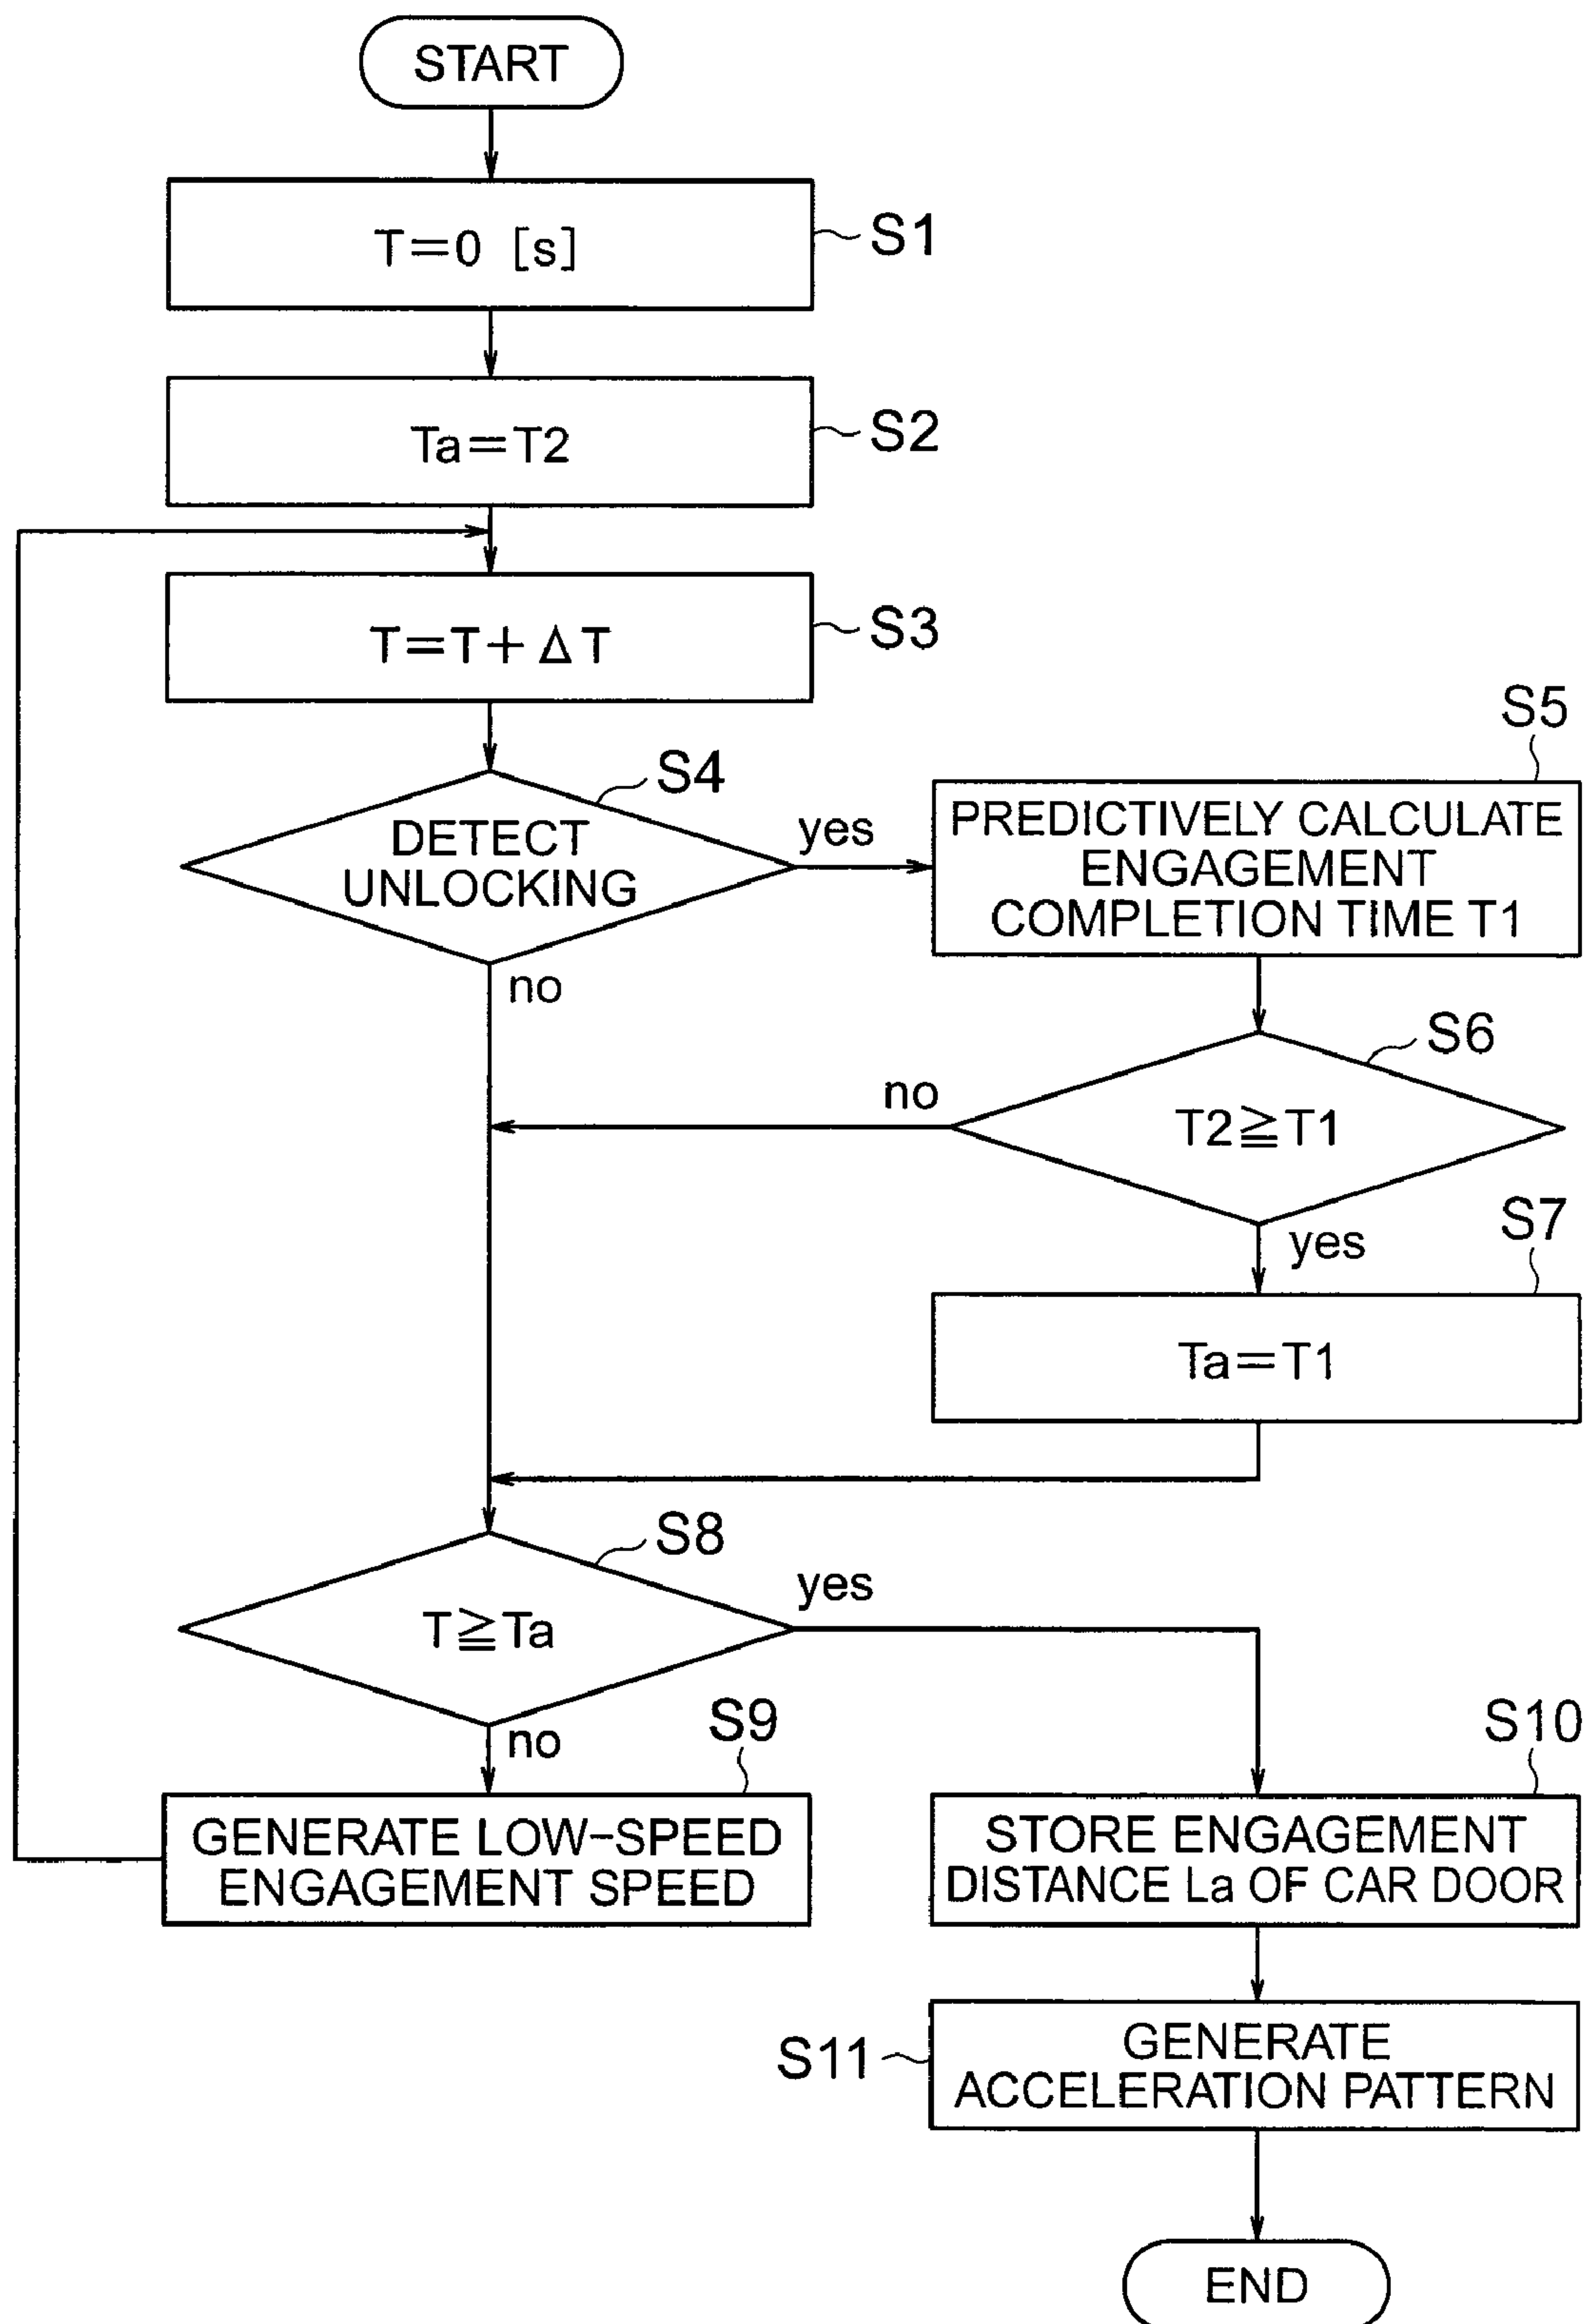 START
T=0 [s]
S1
Ta=T2
S2
T=T+ΔT
S3
S4
DETECT
UNLOCKING
yes
no
S5
PREDICTIVELY CALCULATE
ENGAGEMENT
COMPLETION TIME T1
S6
T2≧T1
no
yes
S7
Ta=T1
S8
T≧Ta
yes
no
S9
GENERATE LOW-SPEED
ENGAGEMENT SPEED
S10
STORE ENGAGEMENT
DISTANCE La OF CAR DOOR
S11
GENERATE
ACCELERATION PATTERN
END